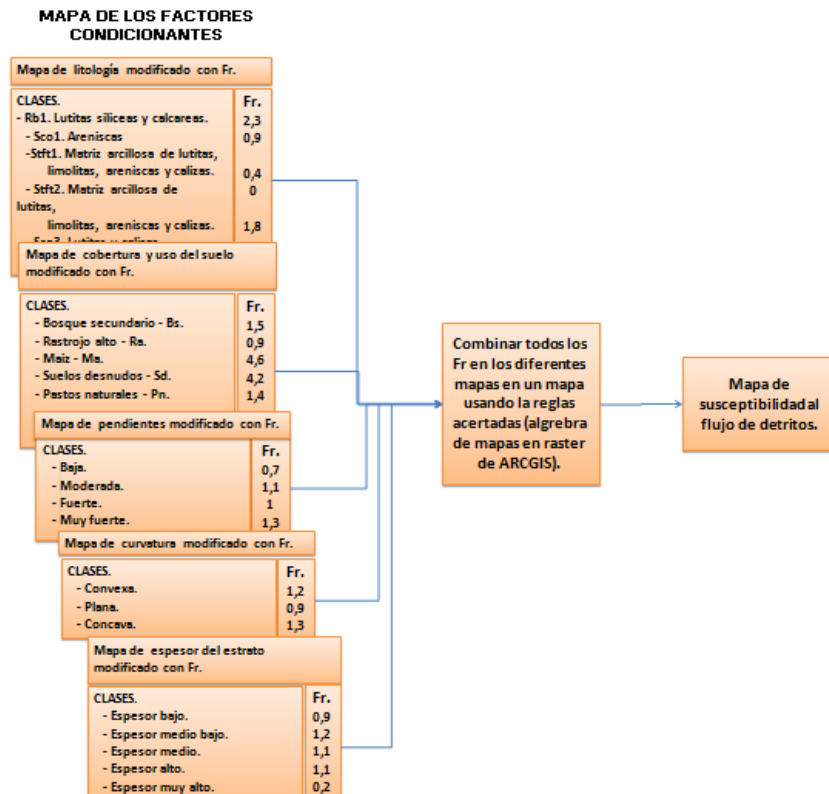 MAPA DE LOS FACTORES
CONDICIONANTES
Mapa de litología modificado con Fr.
CLASES. Fr.
- Rb1. Lutitas siliceas y calcareas. 2,3
- Sco1. Areniscas 0,9
-Stft1. Matriz arcillosa de lutitas,
limolitas, areniscas y calizas. 0,4
- Stft2. Matriz arcillosa de 0
lutitas,
limolitas, areniscas y calizas. 1,8
Mapa de cobertura y uso del suelo
modificado con Fr.
CLASES. Fr.
- Bosque secundario - Bs. 1,5
- Rastrojo alto - Ra. 0,9
- Maiz - Ma. 4,6
- Suelos desnudos - Sd. 4,2
- Pastos naturales - Pn. 1,4
Mapa de pendientes modificado con Fr.
CLASES. Fr.
- Baja. 0,7
- Moderada. 1,1
- Fuerte. 1
- Muy fuerte. 1,3
Mapa de curvatura modificado con Fr.
CLASES. Fr.
- Convexa. 1,2
- Plana. 0,9
- Concava. 1,3
Mapa de espesor del estrato
modificado con Fr.
CLASES. Fr.
- Espesor bajo. 0,9
- Espesor medio bajo. 1,2
- Espesor medio. 1,1
- Espesor alto. 1,1
- Espesor muy alto. 0,2
Combinar todos los
Fr en los diferentes
mapas en un mapa
usando la reglas
acertadas (algrebra
de mapas en raster
de ARCGIS).
Mapa de
susceptibilidad al
flujo de detritos.